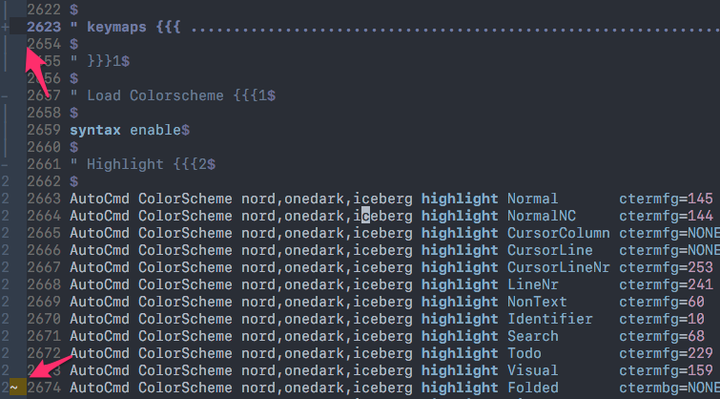 2622 $
+ 2623 " keymaps {{{ ................................................................
2654 $
" }}}1$
2656 $
- 2657 " Load Colorscheme {{{1$
2658 $
2659 syntax enable$
2660 $
- 2661 " Highlight {{{2$
2 2662 $
2 2663 AutoCmd ColorScheme nord,onedark,iceberg highlight Normal ctermfg=145
2 2664 AutoCmd ColorScheme nord,onedark,iceberg highlight NormalNC ctermfg=144
2 2665 AutoCmd ColorScheme nord,onedark,iceberg highlight CursorColumn ctermfg=NONE
2 2666 AutoCmd ColorScheme nord,onedark,iceberg highlight CursorLine ctermfg=NONE
2 2667 AutoCmd ColorScheme nord,onedark,iceberg highlight CursorLineNr ctermfg=253
2 2668 AutoCmd ColorScheme nord,onedark,iceberg highlight LineNr ctermfg=241
2 2669 AutoCmd ColorScheme nord,onedark,iceberg highlight NonText ctermfg=60
2 2670 AutoCmd ColorScheme nord,onedark,iceberg highlight Identifier ctermfg=10
2 2671 AutoCmd ColorScheme nord,onedark,iceberg highlight Search ctermfg=68
2 2672 AutoCmd ColorScheme nord,onedark,iceberg highlight Todo ctermfg=229
2 AutoCmd ColorScheme nord,onedark,iceberg highlight Visual ctermfg=159
2 ~ 2674 AutoCmd ColorScheme nord,onedark,iceberg highlight Folded ctermbg=NONE